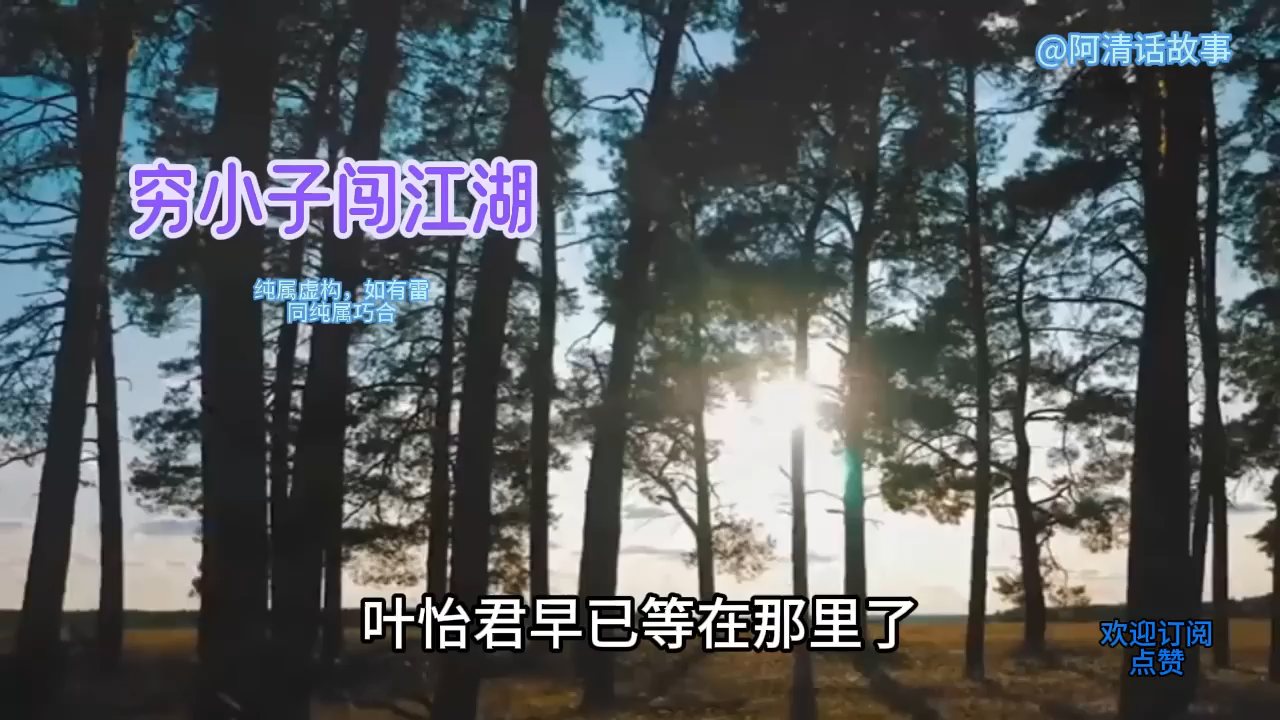 @阿清话故事
穷小子闯江湖
纯属虚构，如有雷
同纯属巧合
叶怡君早已等在那里了
欢迎订阅
点赞